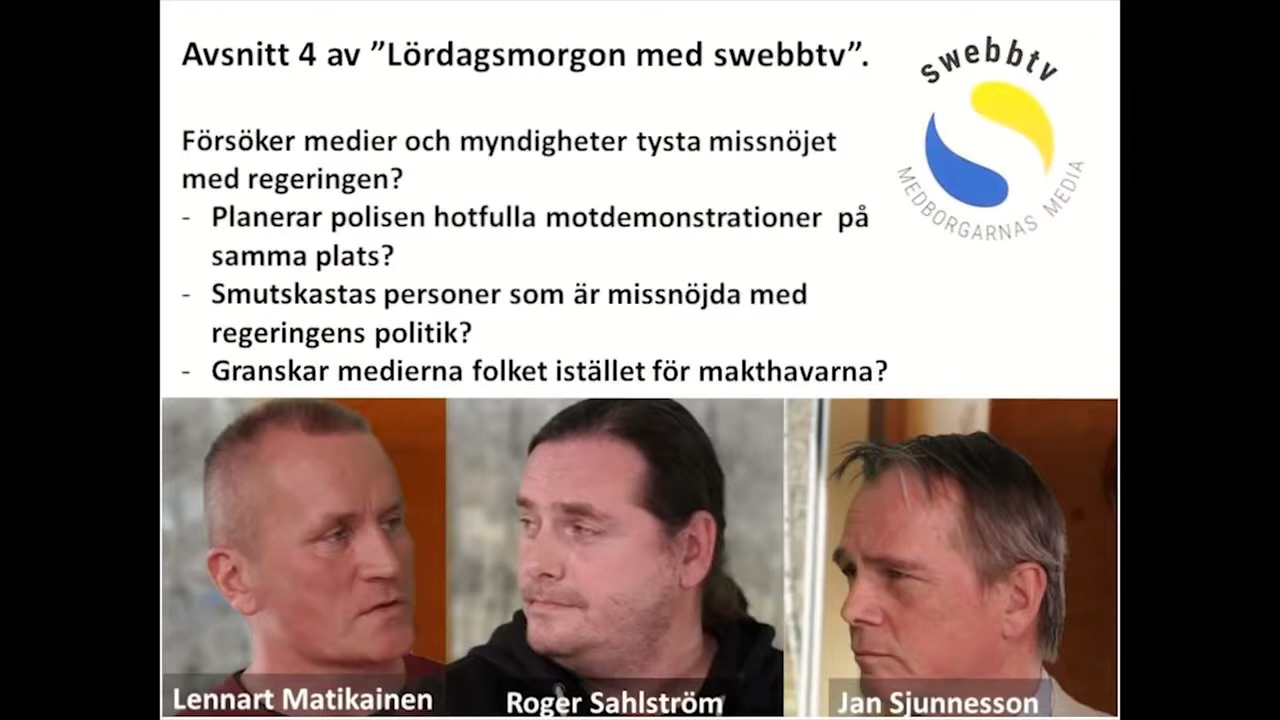 Avsnitt 4 av ”Lördagsmorgon med swebbtv”.
swebbtv
MEDBORGARNAS MEDIA
Försöker medier och myndigheter tysta missnöjet
med regeringen?
- Planerar polisen hotfulla motdemonstrationer på
samma plats?
- Smutskastas personer som är missnöjda med
regeringens politik?
- Granskar medierna folket istället för makthavarna?
Lennart Matikainen
Roger Sahlström
Jan Sjunnesson